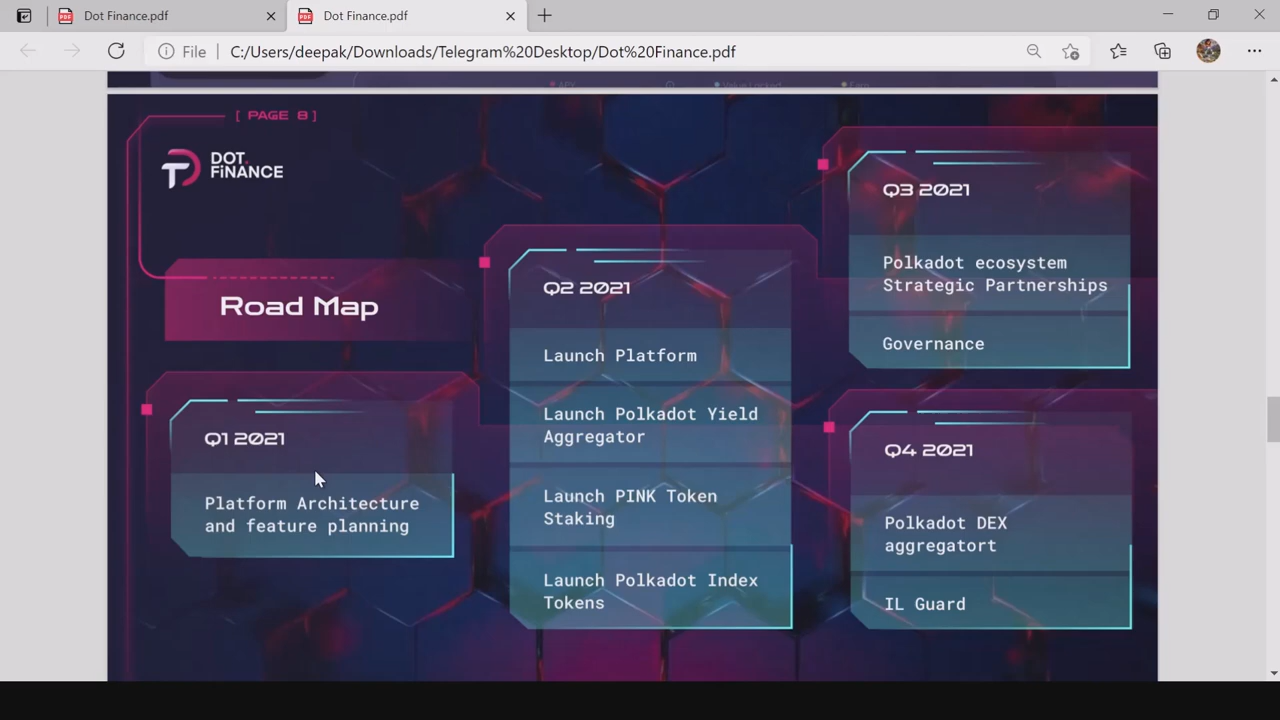 Dot Finance.pdf
Dot Finance.pdf
File
C:/Users/deepak/Downloads/Telegram%20Desktop/Dot%20Finance.pdf
[ PAGE 8 ]
DOT.
FiNANCE
Road Map
Q1 2021
Platform Architecture
and feature planning
Q2 2021
Launch Platform
Launch Polkadot Yield
Aggregator
Launch PINK Token
Staking
Launch Polkadot Index
Tokens
Q3 2021
Polkadot ecosystem
Strategic Partnerships
Governance
Q4 2021
Polkadot DEX
aggregatort
IL Guard